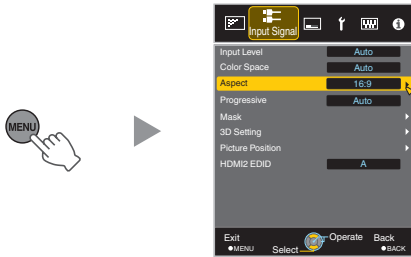 MENU
Input Signal
Input Level Auto
Color Space Auto
Aspect 16:9
Progressive Auto
Mask
3D Setting
Picture Position
HDMI2 EDID A
Exit Operate Back
MENU Select BACK